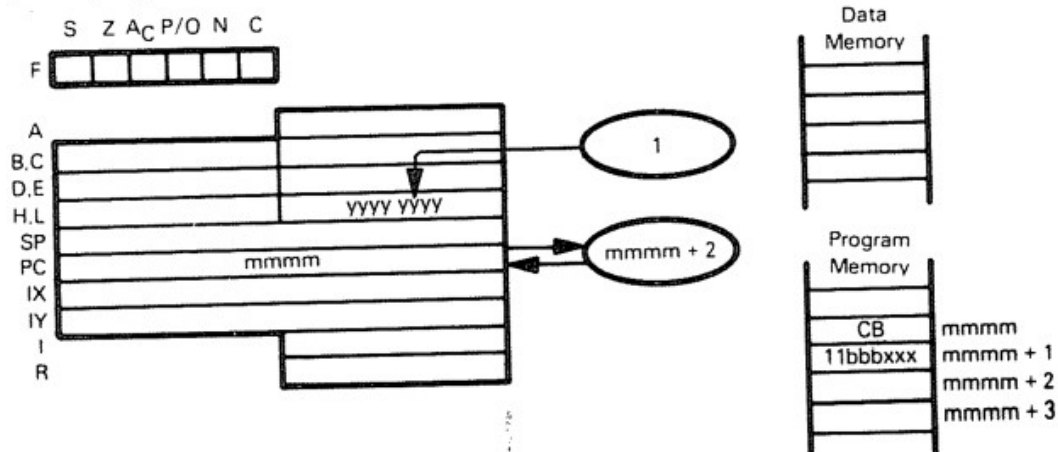 S Z AC P/O N C
F
A
B,C
D,E
H,L
SP
PC
IX
IY
I
R
yyyy yyyy
mmmm
1
mmmm + 2
Data
Memory
Program
Memory
CB mmmm
11bbbxxx mmmm + 1
mmmm + 2
mmmm + 3